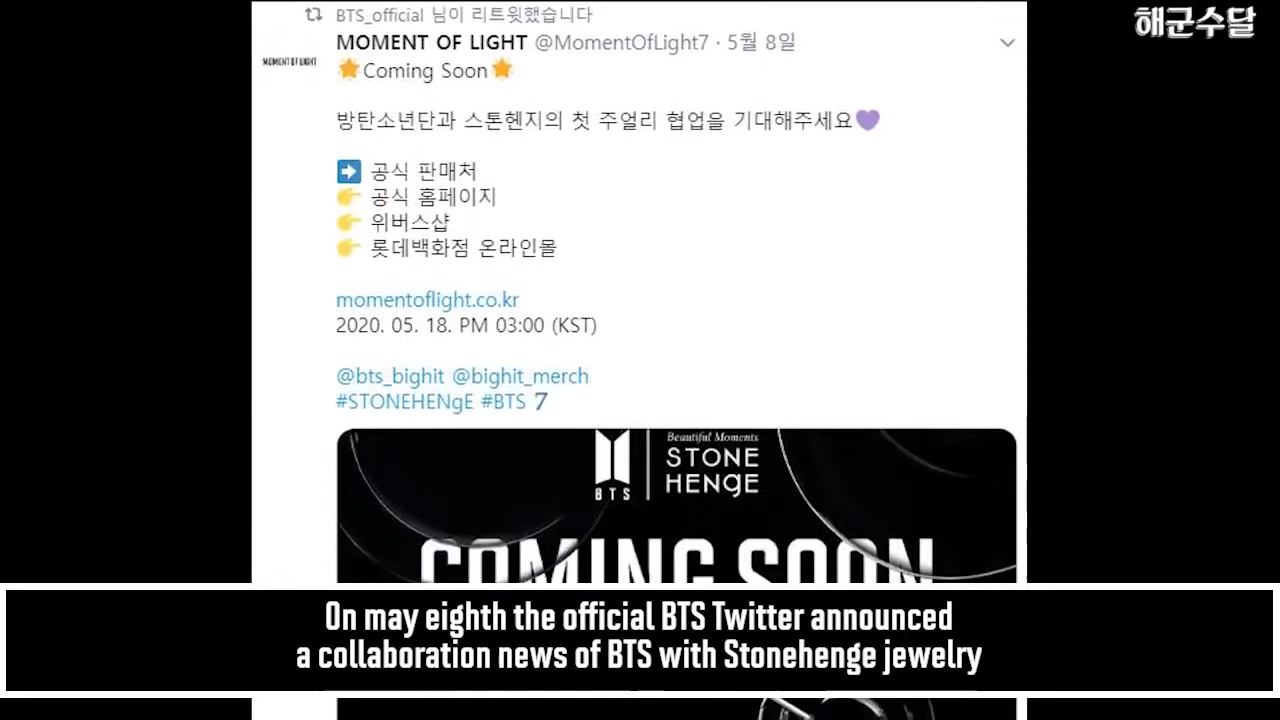 해군수달
BTS_official 님이 리트윗했습니다
MOMENT OF LIGHT @MomentOfLight7 · 5월 8일
MOMENT OF LIGHT
🌟Coming Soon🌟
방탄소년단과 스톤헨지의 첫 주얼리 협업을 기대해주세요💜
➡️ 공식 판매처
👉 공식 홈페이지
👉 위버스샵
👉 롯데백화점 온라인몰
momentoflight.co.kr
2020. 05. 18. PM 03:00 (KST)
@bts_bighit @bighit_merch
#STONEHENgE #BTS 7
Beautiful Moments
STONE
HENgE
BTS
COMING SOON
On may eighth the official BTS Twitter announced
a collaboration news of BTS with Stonehenge jewelry